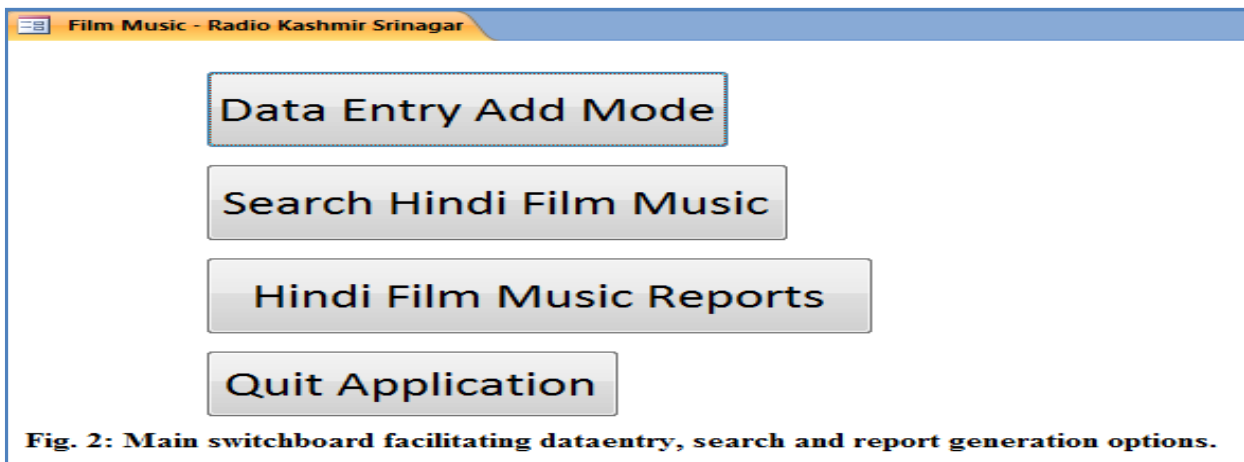 Film Music - Radio Kashmir Srinagar
Data Entry Add Mode
Search Hindi Film Music
Hindi Film Music Reports
Quit Application
Fig. 2: Main switchboard facilitating dataentry, search and report generation options.